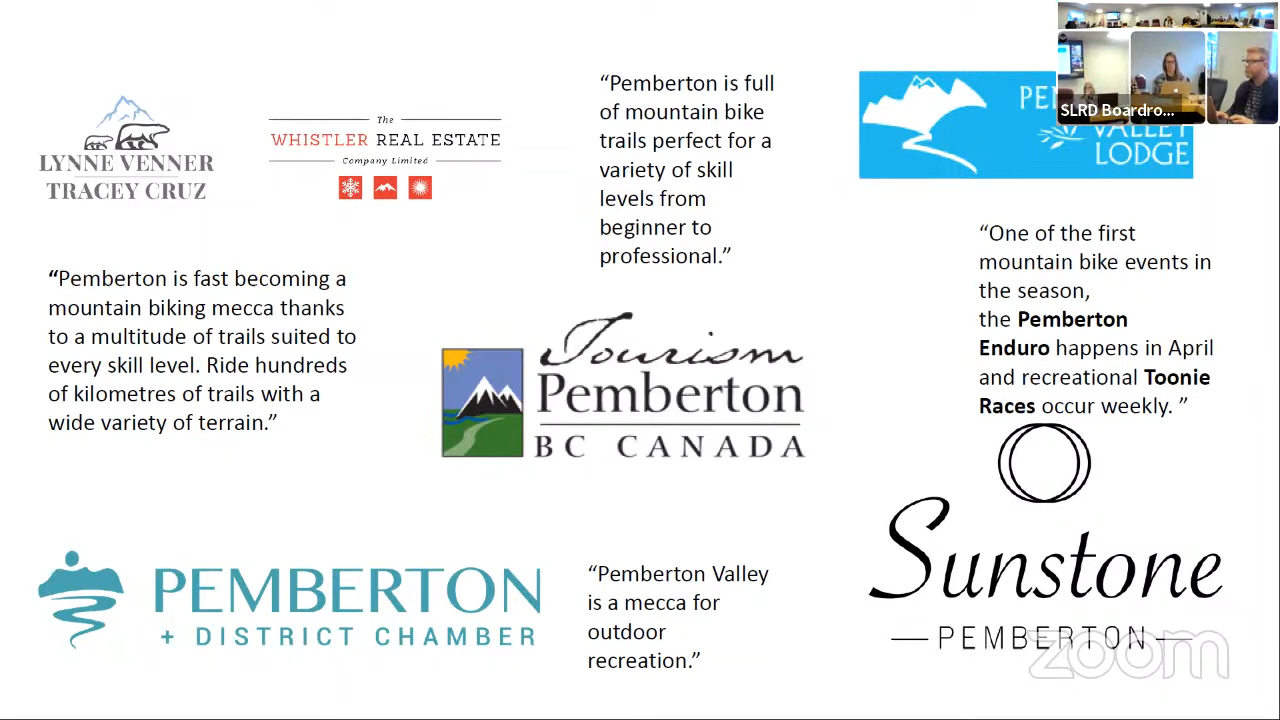 LYNNE VENNER
TRACEY CRUZ
The
WHISTLER REAL ESTATE
Company Limited
“Pemberton is full
of mountain bike
trails perfect for a
variety of skill
levels from
beginner to
professional.”
VALLEY
LODGE
SLRD Boardro...
“Pemberton is fast becoming a
mountain biking mecca thanks
to a multitude of trails suited to
every skill level. Ride hundreds
of kilometres of trails with a
wide variety of terrain.”
Tourism
Pemberton
BC CANADA
“One of the first
mountain bike events in
the season,
the Pemberton
Enduro happens in April
and recreational Toonie
Races occur weekly. ”
PEMBERTON
+ DISTRICT CHAMBER
“Pemberton Valley
is a mecca for
outdoor
recreation.”
Sunstone
PEMBERTON
zoom